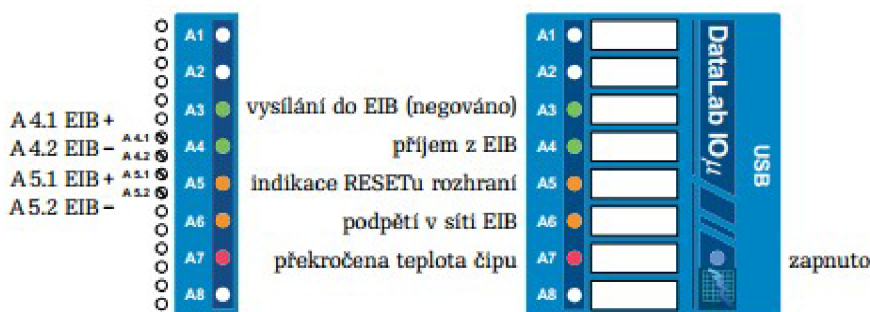 A 4.1 EIB +
A 4.2 EIB −
A 5.1 EIB +
A 5.2 EIB −
A 4.1
A 4.2
A 5.1
A 5.2
A1
A2
A3
A4
A5
A6
A7
A8
vysílání do EIB (negováno)
příjem z EIB
indikace RESETu rozhraní
podpětí v síti EIB
překročena teplota čipu
A1
A2
A3
A4
A5
A6
A7
A8
DataLab IOµ
USB
zapnuto